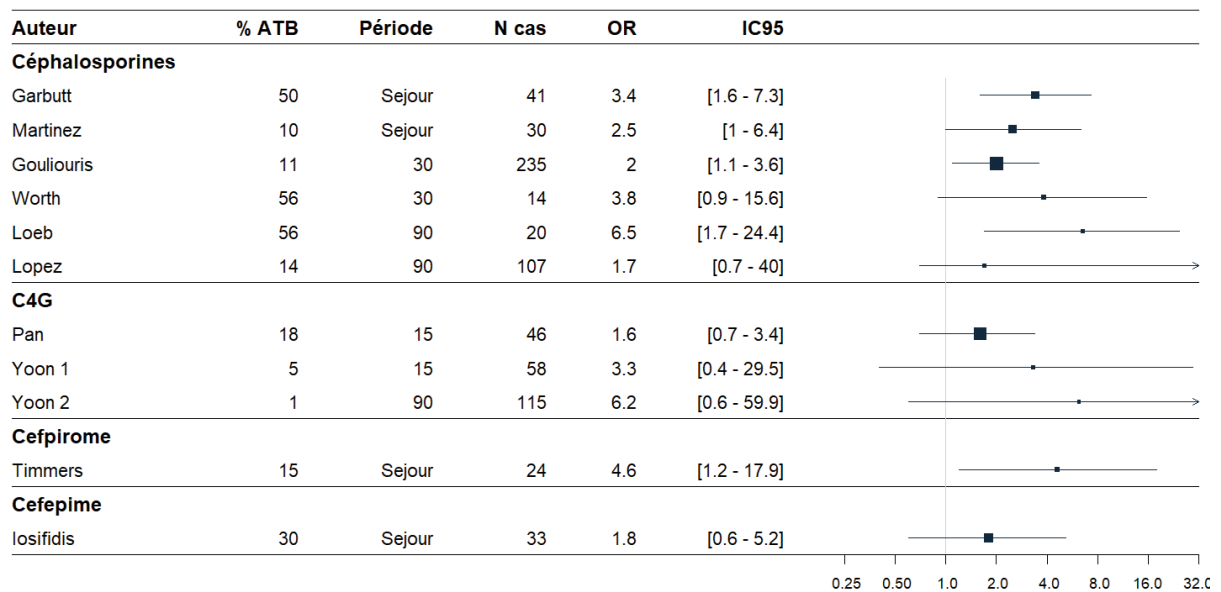 Auteur % ATB Période N cas OR IC95
Céphalosporines
Garbutt 50 Sejour 41 3.4 [1.6 - 7.3]
Martinez 10 Sejour 30 2.5 [1 - 6.4]
Gouliouris 11 30 235 2 [1.1 - 3.6]
Worth 56 30 14 3.8 [0.9 - 15.6]
Loeb 56 90 20 6.5 [1.7 - 24.4]
Lopez 14 90 107 1.7 [0.7 - 40]
C4G
Pan 18 15 46 1.6 [0.7 - 3.4]
Yoon 1 5 15 58 3.3 [0.4 - 29.5]
Yoon 2 1 90 115 6.2 [0.6 - 59.9]
Cefpirome
Timmers 15 Sejour 24 4.6 [1.2 - 17.9]
Cefepime
Iosifidis 30 Sejour 33 1.8 [0.6 - 5.2]
0.25 0.50 1.0 2.0 4.0 8.0 16.0 32.0